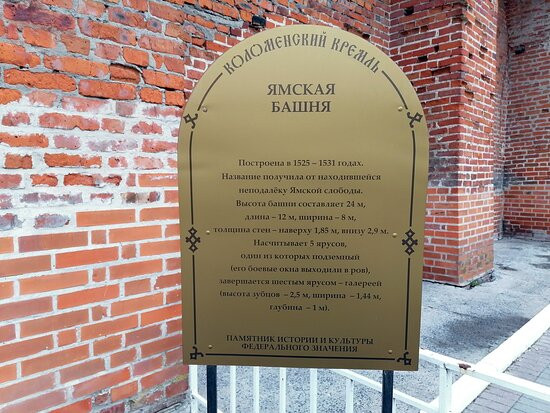 КОЛОМЕНСКИЙ КРЕМЛЬ
ЯМСКАЯ
БАШНЯ
Построена в 1525 – 1531 годах.
Название получила от находившейся
неподалёку Ямской слободы.
Высота башни составляет 24 м,
длина – 12 м, ширина – 8 м,
толщина стен – наверху 1,85 м, внизу 2,9 м.
Насчитывает 5 ярусов,
один из которых подземный
(его боевые окна выходили в ров),
завершается шестым ярусом – галереей
(высота зубцов – 2,5 м, ширина – 1,44 м,
глубина – 1 м).
ПАМЯТНИК ИСТОРИИ И КУЛЬТУРЫ
ФЕДЕРАЛЬНОГО ЗНАЧЕНИЯ